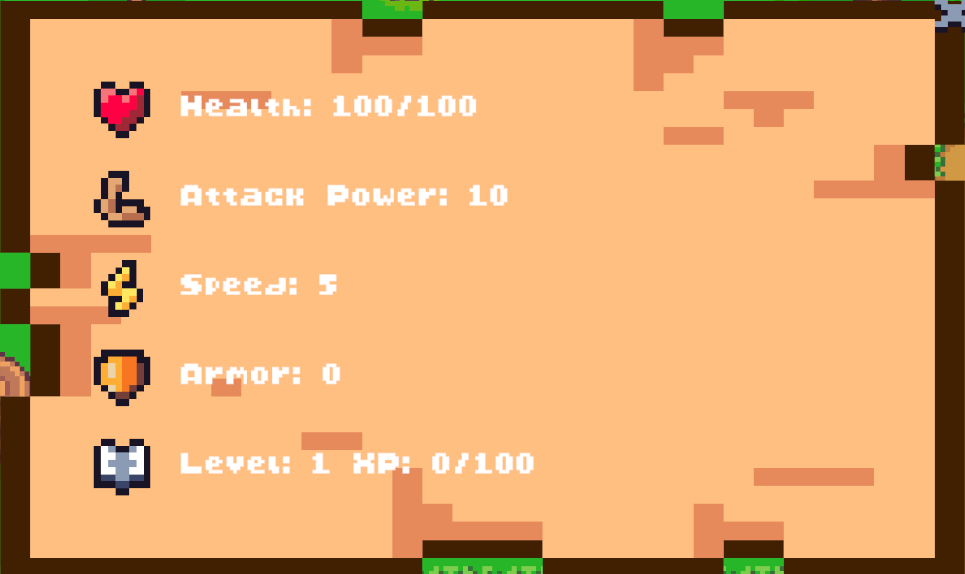 Health: 100/100
Attack Power: 10
Speed: 5
Armor: 0
Level: 1 XP: 0/100